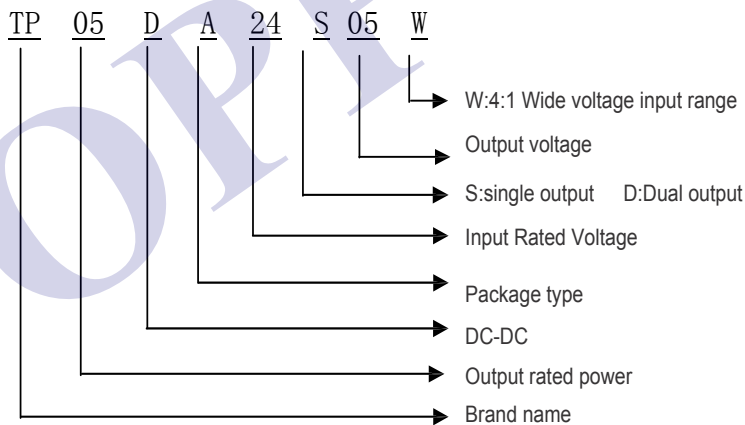 TP 05 D A 24 S 05 W
W:4:1 Wide voltage input range
Output voltage
S:single output D:Dual output
Input Rated Voltage
Package type
DC-DC
Output rated power
Brand name